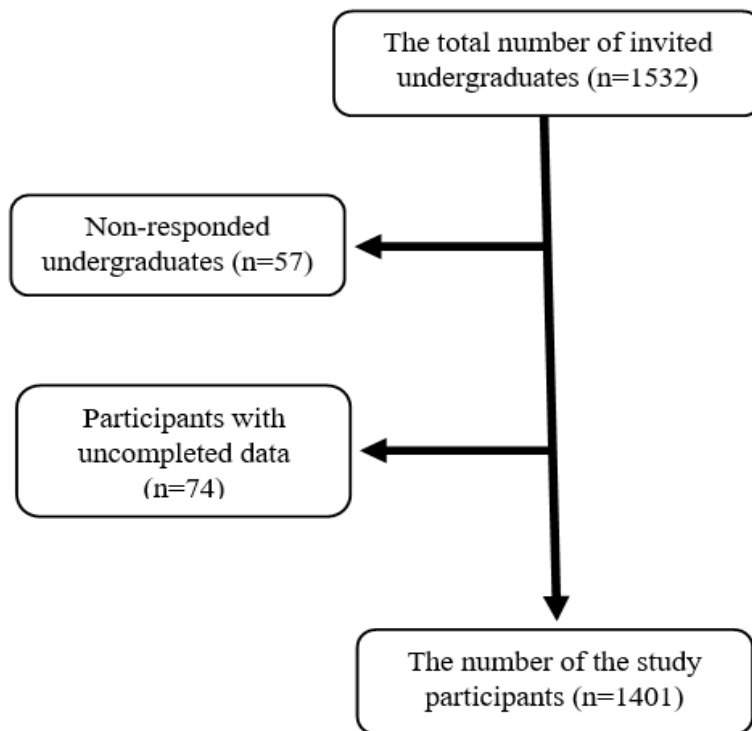 The total number of invited
undergraduates (n=1532)
Non-responded
undergraduates (n=57)
Participants with
uncompleted data
(n=74)
The number of the study
participants (n=1401)